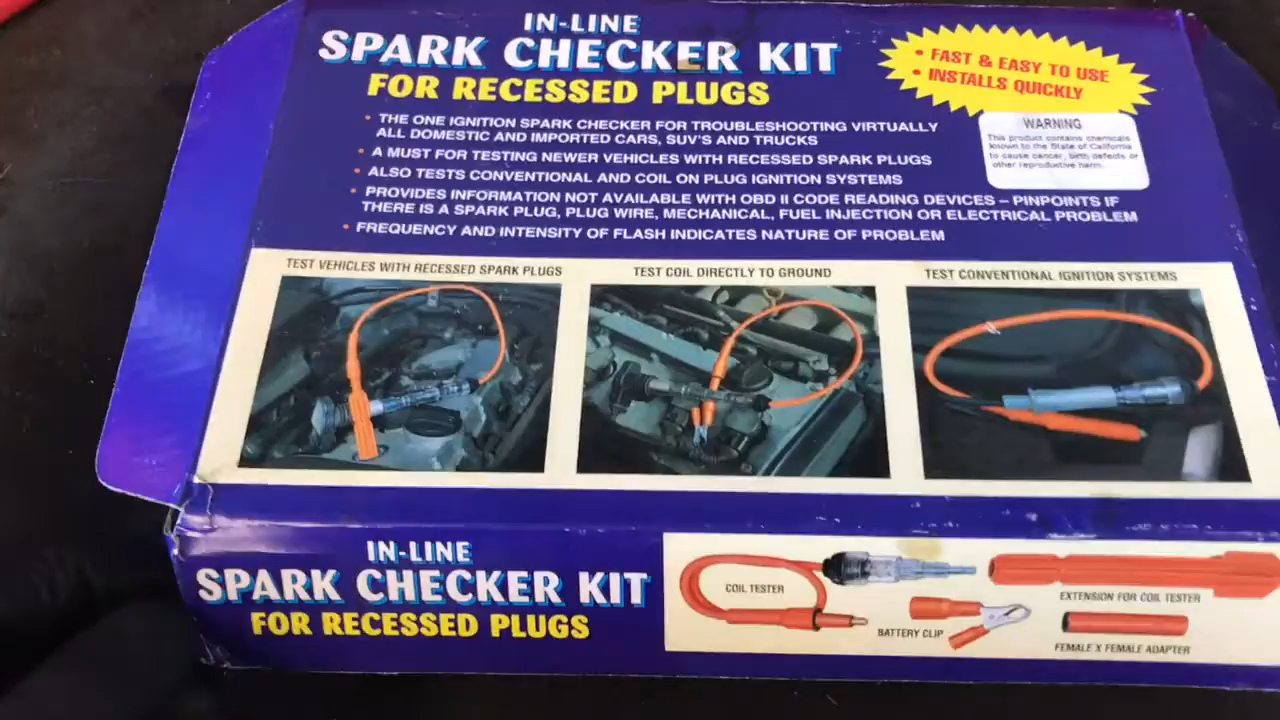 IN-LINE
SPARK CHECKER KIT
FOR RECESSED PLUGS
• FAST & EASY TO USE
• INSTALLS QUICKLY
WARNING
This product contains chemicals
known to the State of California
to cause cancer, birth defects or
other reproductive harm.
• THE ONE IGNITION SPARK CHECKER FOR TROUBLESHOOTING VIRTUALLY
ALL DOMESTIC AND IMPORTED CARS, SUV'S AND TRUCKS
• A MUST FOR TESTING NEWER VEHICLES WITH RECESSED SPARK PLUGS
• ALSO TESTS CONVENTIONAL AND COIL ON PLUG IGNITION SYSTEMS
• PROVIDES INFORMATION NOT AVAILABLE WITH OBD II CODE READING DEVICES – PINPOINTS IF
THERE IS A SPARK PLUG, PLUG WIRE, MECHANICAL, FUEL INJECTION OR ELECTRICAL PROBLEM
• FREQUENCY AND INTENSITY OF FLASH INDICATES NATURE OF PROBLEM
TEST VEHICLES WITH RECESSED SPARK PLUGS
TEST COIL DIRECTLY TO GROUND
TEST CONVENTIONAL IGNITION SYSTEMS
IN-LINE
SPARK CHECKER KIT
FOR RECESSED PLUGS
COIL TESTER
EXTENSION FOR COIL TESTER
BATTERY CLIP
FEMALE X FEMALE ADAPTER